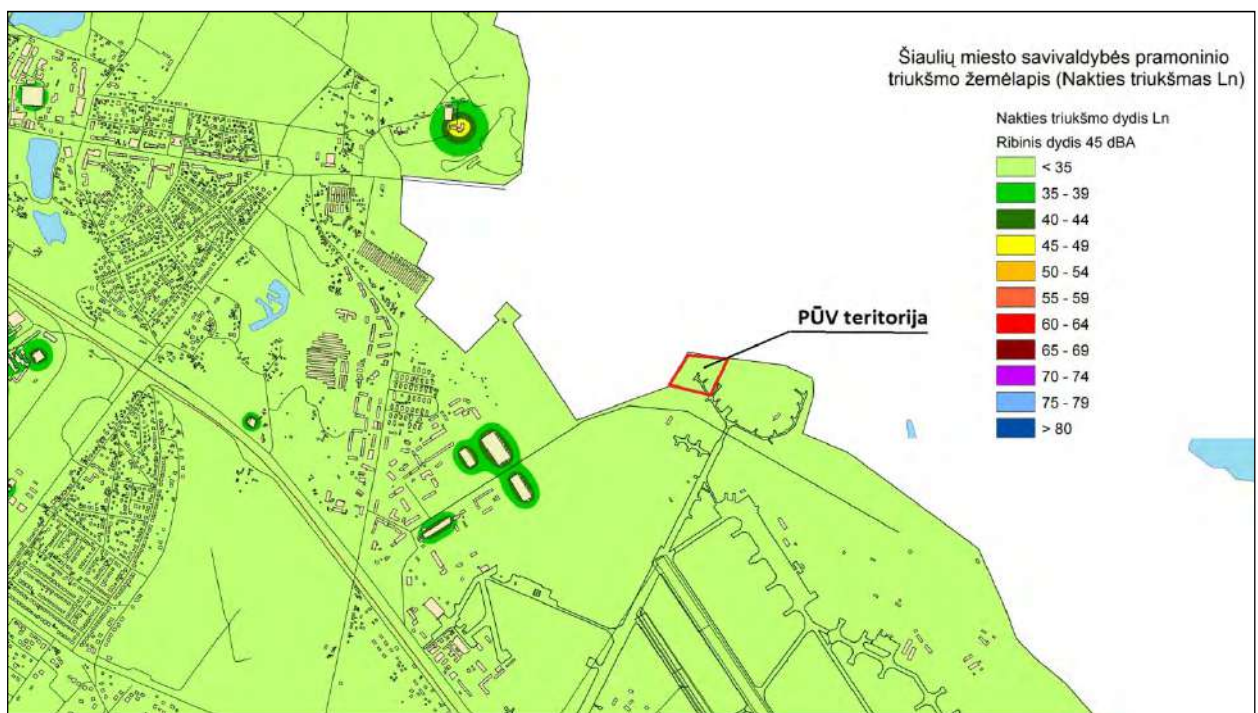 Šiaulių miesto savivaldybės pramoninio
triukšmo žemėlapis (Nakties triukšmas Ln)
Nakties triukšmo dydis Ln
Ribinis dydis 45 dBA
< 35
35 - 39
40 - 44
45 - 49
50 - 54
55 - 59
60 - 64
65 - 69
70 - 74
75 - 79
> 80
PŪV teritorija